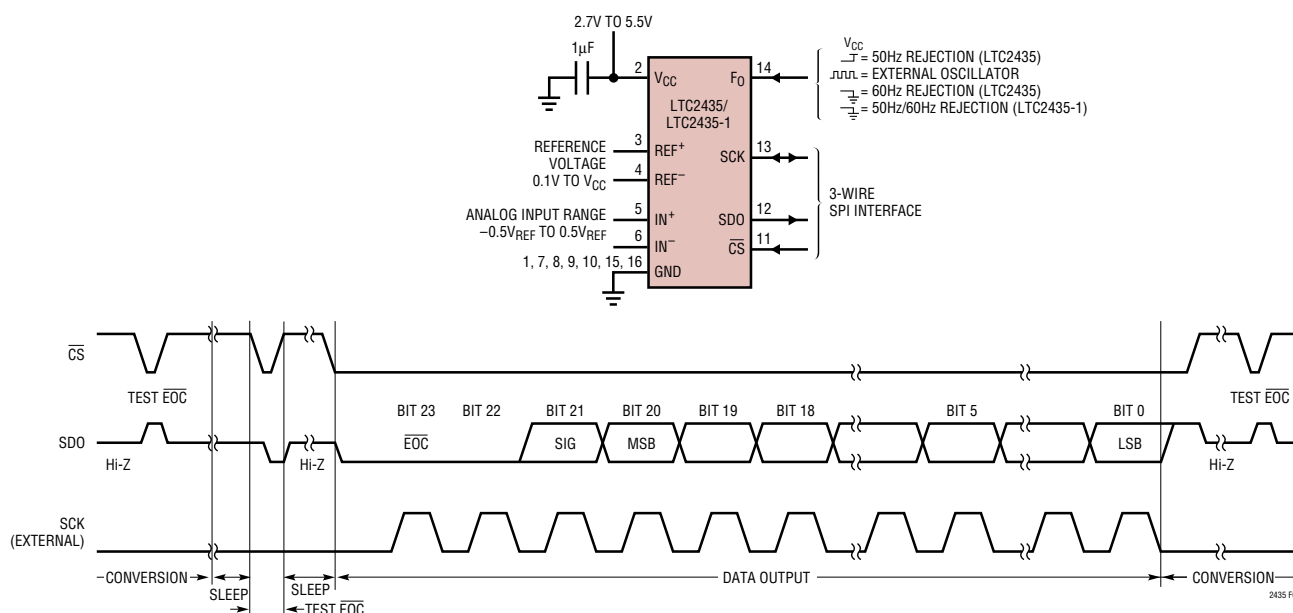 2.7V TO 5.5V
1µF
VCC
= 50Hz REJECTION (LTC2435)
= EXTERNAL OSCILLATOR
= 60Hz REJECTION (LTC2435)
= 50Hz/60Hz REJECTION (LTC2435-1)
2
VCC
FO
14
LTC2435/
LTC2435-1
REFERENCE
VOLTAGE
0.1V TO VCC
3
REF+
4
REF–
SCK
13
3-WIRE
SPI INTERFACE
ANALOG INPUT RANGE
–0.5VREF TO 0.5VREF
5
IN+
6
IN–
SDO
12
CS
11
1, 7, 8, 9, 10, 15, 16
GND
CS
TEST EOC
TEST EOC
BIT 23
BIT 22
BIT 21
BIT 20
BIT 19
BIT 18
BIT 5
BIT 0
SDO
EOC
SIG
MSB
LSB
Hi-Z
Hi-Z
Hi-Z
SCK
(EXTERNAL)
CONVERSION
SLEEP
SLEEP
TEST EOC
DATA OUTPUT
CONVERSION